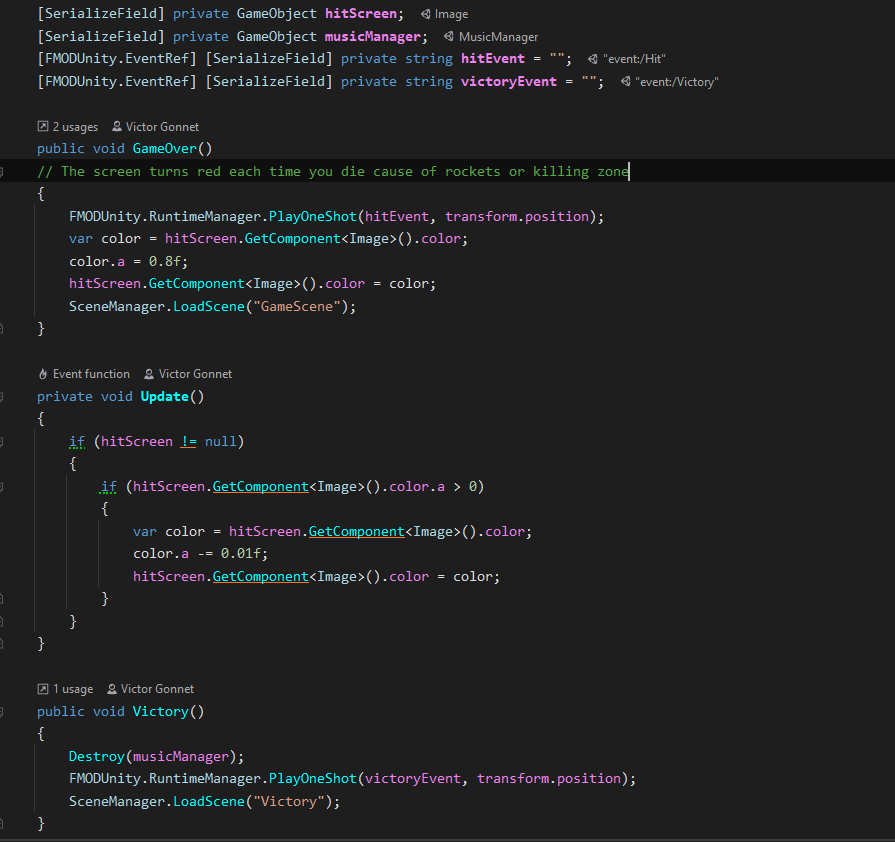 [SerializeField] private GameObject hitScreen; Image
[SerializeField] private GameObject musicManager; MusicManager
[FMODUnity.EventRef] [SerializeField] private string hitEvent = ""; "event:/Hit"
[FMODUnity.EventRef] [SerializeField] private string victoryEvent = ""; "event:/Victory"
2 usages Victor Gonnet
public void GameOver()
// The screen turns red each time you die cause of rockets or killing zone
{
FMODUnity.RuntimeManager.PlayOneShot(hitEvent, transform.position);
var color = hitScreen.GetComponent<Image>().color;
color.a = 0.8f;
hitScreen.GetComponent<Image>().color = color;
SceneManager.LoadScene("GameScene");
}
Event function Victor Gonnet
private void Update()
{
if (hitScreen != null)
{
if (hitScreen.GetComponent<Image>().color.a > 0)
{
var color = hitScreen.GetComponent<Image>().color;
color.a -= 0.01f;
hitScreen.GetComponent<Image>().color = color;
}
}
}
1 usage Victor Gonnet
public void Victory()
{
Destroy(musicManager);
FMODUnity.RuntimeManager.PlayOneShot(victoryEvent, transform.position);
SceneManager.LoadScene("Victory");
}